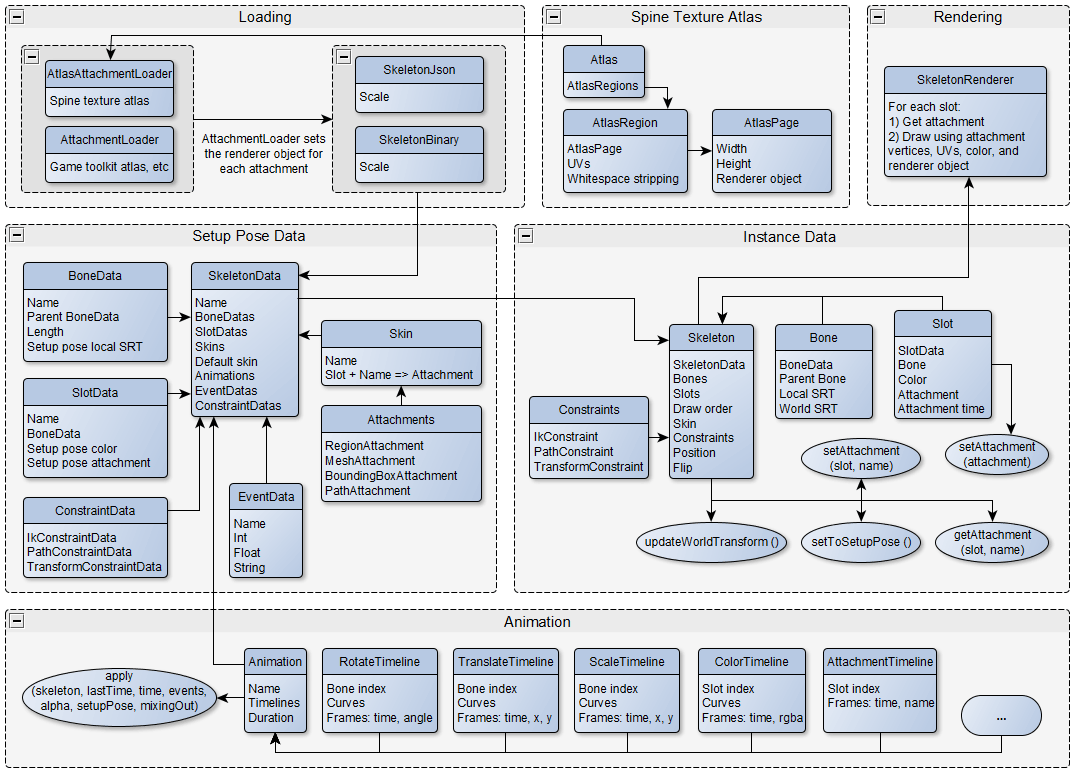 Loading
AtlasAttachmentLoader
Spine texture atlas
AttachmentLoader
Game toolkit atlas, etc
AttachmentLoader sets
the renderer object for
each attachment
SkeletonJson
Scale
SkeletonBinary
Scale
Spine Texture Atlas
Atlas
AtlasRegions
AtlasRegion
AtlasPage
UVs
Whitespace stripping
AtlasPage
Width
Height
Renderer object
Rendering
SkeletonRenderer
For each slot:
1) Get attachment
2) Draw using attachment
vertices, UVs, color, and
renderer object
Setup Pose Data
BoneData
Name
Parent BoneData
Length
Setup pose local SRT
SlotData
Name
BoneData
Setup pose color
Setup pose attachment
ConstraintData
IkConstraintData
PathConstraintData
TransformConstraintData
SkeletonData
Name
BoneDatas
SlotDatas
Skins
Default skin
Animations
EventDatas
ConstraintDatas
EventData
Name
Int
Float
String
Skin
Name
Slot + Name => Attachment
Attachments
RegionAttachment
MeshAttachment
BoundingBoxAttachment
PathAttachment
Instance Data
Constraints
IkConstraint
PathConstraint
TransformConstraint
Skeleton
SkeletonData
Bones
Slots
Draw order
Skin
Constraints
Position
Flip
Bone
BoneData
Parent Bone
Local SRT
World SRT
Slot
SlotData
Bone
Color
Attachment
Attachment time
setAttachment
(slot, name)
setAttachment
(attachment)
updateWorldTransform ()
setToSetupPose ()
getAttachment
(slot, name)
Animation
apply
(skeleton, lastTime, time, events,
alpha, setupPose, mixingOut)
Animation
Name
Timelines
Duration
RotateTimeline
Bone index
Curves
Frames: time, angle
TranslateTimeline
Bone index
Curves
Frames: time, x, y
ScaleTimeline
Bone index
Curves
Frames: time, x, y
ColorTimeline
Slot index
Curves
Frames: time, rgba
AttachmentTimeline
Slot index
Frames: time, name
...